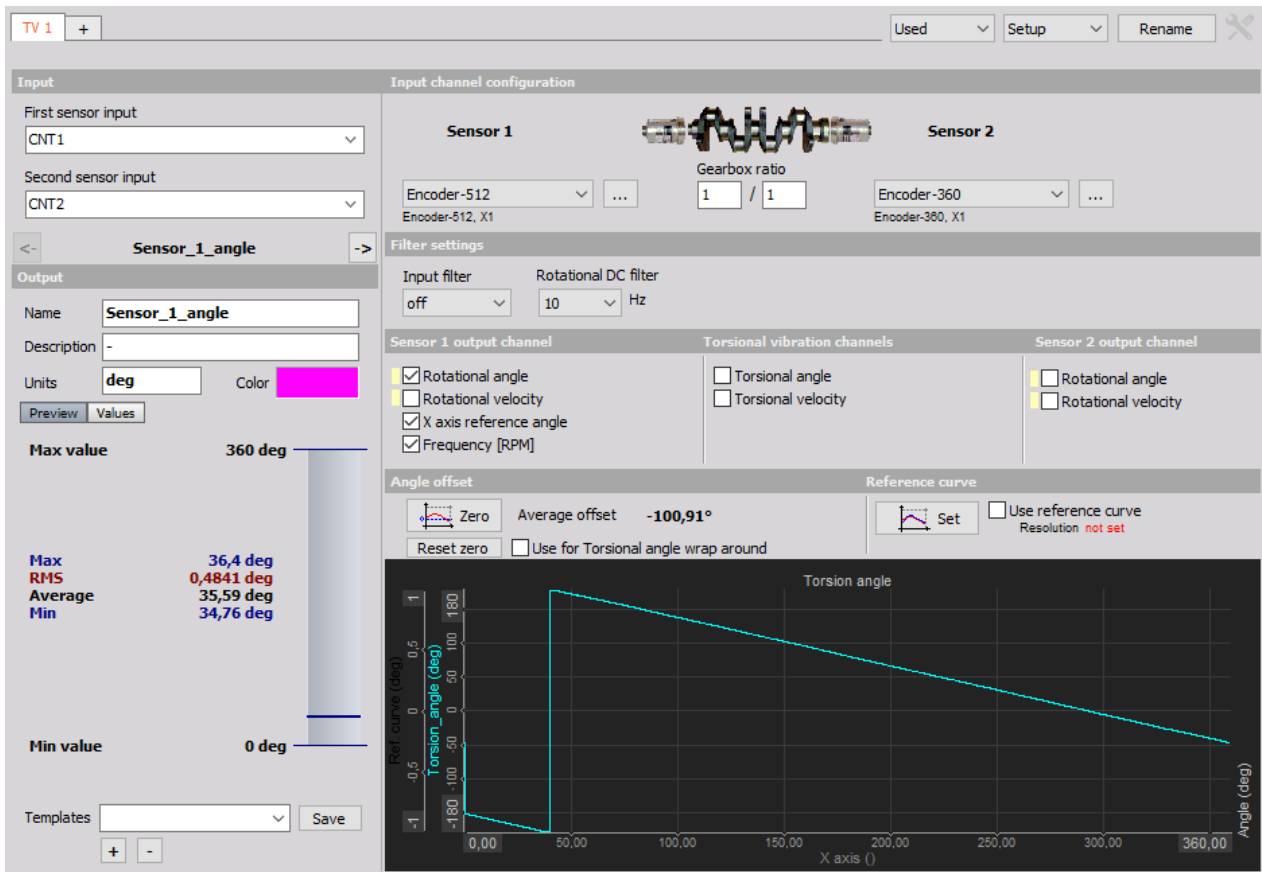 TV 1 +
Used Setup Rename
Input
First sensor input
CNT1
Second sensor input
CNT2
<- Sensor_1_angle ->
Output
Name Sensor_1_angle
Description -
Units deg Color
Preview Values
Max value 360 deg
Max 36,4 deg
RMS 0,4841 deg
Average 35,59 deg
Min 34,76 deg
Min value 0 deg
Templates Save
+ -
Input channel configuration
Sensor 1 Sensor 2
Gearbox ratio
Encoder-512 ... 1 / 1 Encoder-360 ...
Encoder-512, X1 Encoder-360, X1
Filter settings
Input filter Rotational DC filter
off 10 Hz
Sensor 1 output channel Torsional vibration channels Sensor 2 output channel
Rotational angle Torsional angle Rotational angle
Rotational velocity Torsional velocity Rotational velocity
X axis reference angle
Frequency [RPM]
Angle offset Reference curve
Zero Average offset -100,91° Set Use reference curve
Resolution not set
Reset zero Use for Torsional angle wrap around
Torsion angle
Ref. curve (deg)
1 0,5 0 -0,5 -1
Torsion_angle (deg)
180 100 50 0 -50 -100 -180
0,00 50,00 100,00 150,00 200,00 250,00 300,00 360,00
X axis ()
Angle (deg)